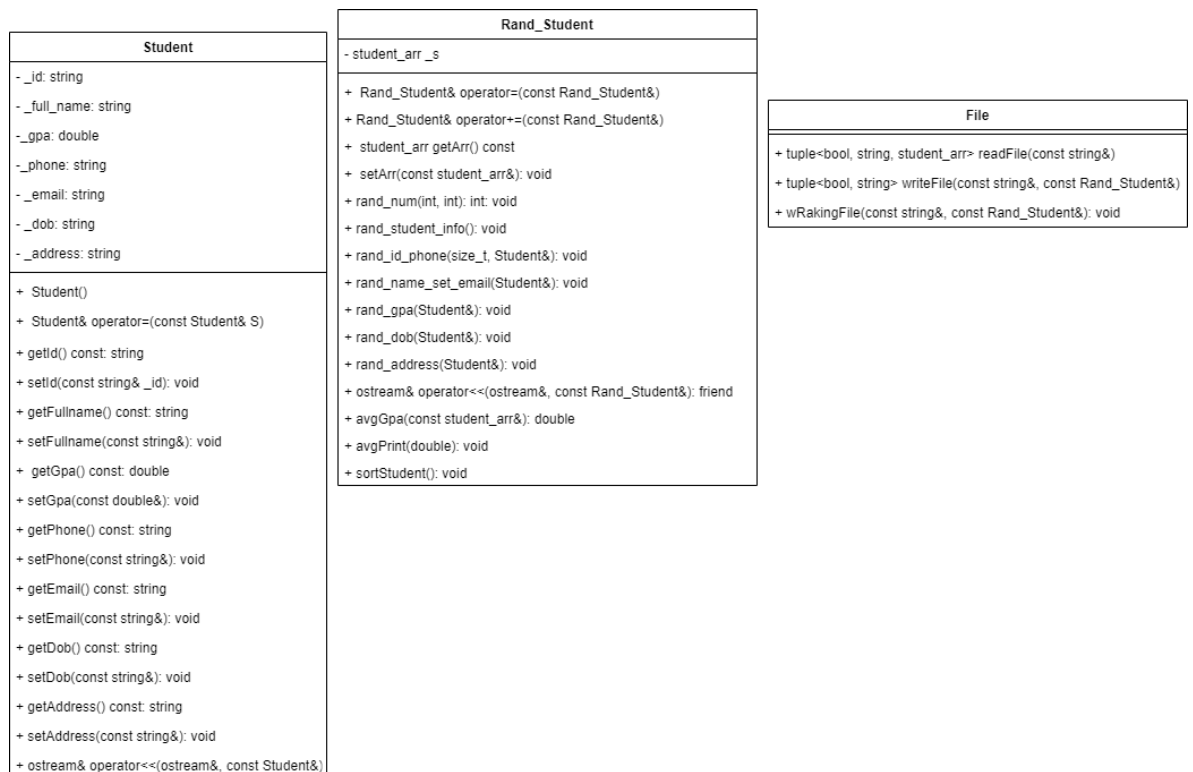 Student
- _id: string
- _full_name: string
-_gpa: double
-_phone: string
- _email: string
- _dob: string
- _address: string
+ Student()
+ Student& operator=(const Student& S)
+ getId() const: string
+ setId(const string& _id): void
+ getFullname() const: string
+ setFullname(const string&): void
+ getGpa() const: double
+ setGpa(const double&): void
+ getPhone() const: string
+ setPhone(const string&): void
+ getEmail() const: string
+ setEmail(const string&): void
+ getDob() const: string
+ setDob(const string&): void
+ getAddress() const: string
+ setAddress(const string&): void
+ ostream& operator<<(ostream&, const Student&)
Rand_Student
- student_arr _s
+ Rand_Student& operator=(const Rand_Student&)
+ Rand_Student& operator+=(const Rand_Student&)
+ student_arr getArr() const
+ setArr(const student_arr&): void
+ rand_num(int, int): int: void
+ rand_student_info(): void
+ rand_id_phone(size_t, Student&): void
+ rand_name_set_email(Student&): void
+ rand_gpa(Student&): void
+ rand_dob(Student&): void
+ rand_address(Student&): void
+ ostream& operator<<(ostream&, const Rand_Student&): friend
+ avgGpa(const student_arr&): double
+ avgPrint(double): void
+ sortStudent(): void
File
+ tuple<bool, string, student_arr> readFile(const string&)
+ tuple<bool, string> writeFile(const string&, const Rand_Student&)
+ wRakingFile(const string&, const Rand_Student&): void